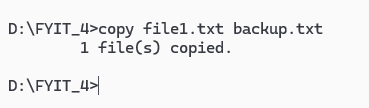 D:\FYIT_4>copy file1.txt backup.txt
        1 file(s) copied.
D:\FYIT_4>